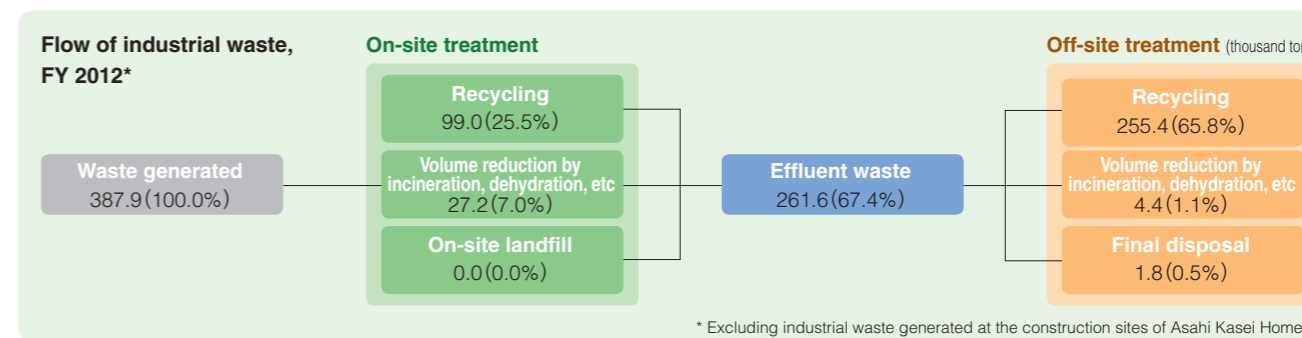 Flow of industrial waste,
FY 2012*
On-site treatment
Recycling
99.0(25.5%)
Volume reduction by
incineration, dehydration, etc
27.2(7.0%)
On-site landfill
0.0(0.0%)
Waste generated
387.9(100.0%)
Effluent waste
261.6(67.4%)
Off-site treatment (thousand
Recycling
255.4(65.8%)
Volume reduction by
incineration, dehydration, etc
4.4(1.1%)
Final disposal
1.8(0.5%)
* Excluding industrial waste generated at the construction sites of Asahi Kasei Home